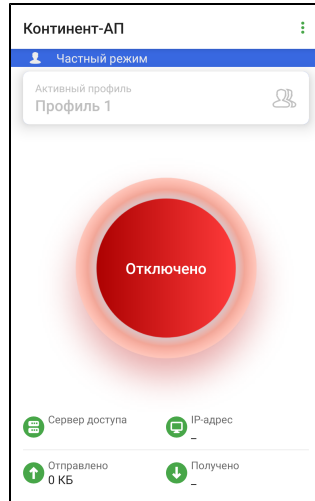 Континент-АП
Частный режим
Активный профиль
Профиль 1
Отключено
Сервер доступа
IP-адрес
–
Отправлено
0 КБ
Получено
–